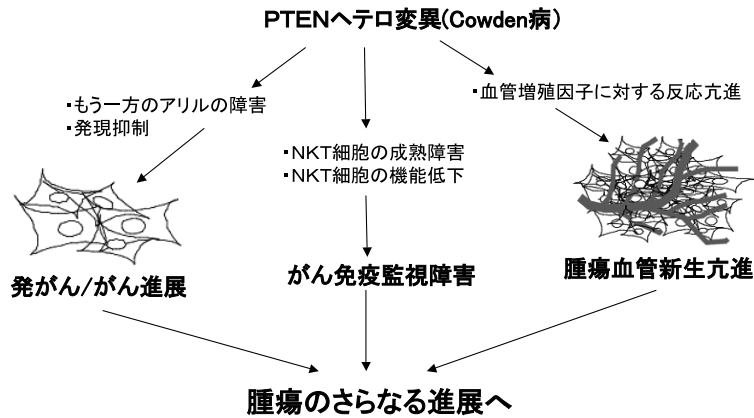 PTENヘテロ変異(Cowden病)
・もう一方のアリルの障害
・発現抑制
・NKT細胞の成熟障害
・NKT細胞の機能低下
・血管増殖因子に対する反応亢進
発がん/がん進展
がん免疫監視障害
腫瘍血管新生亢進
腫瘍のさらなる進展へ